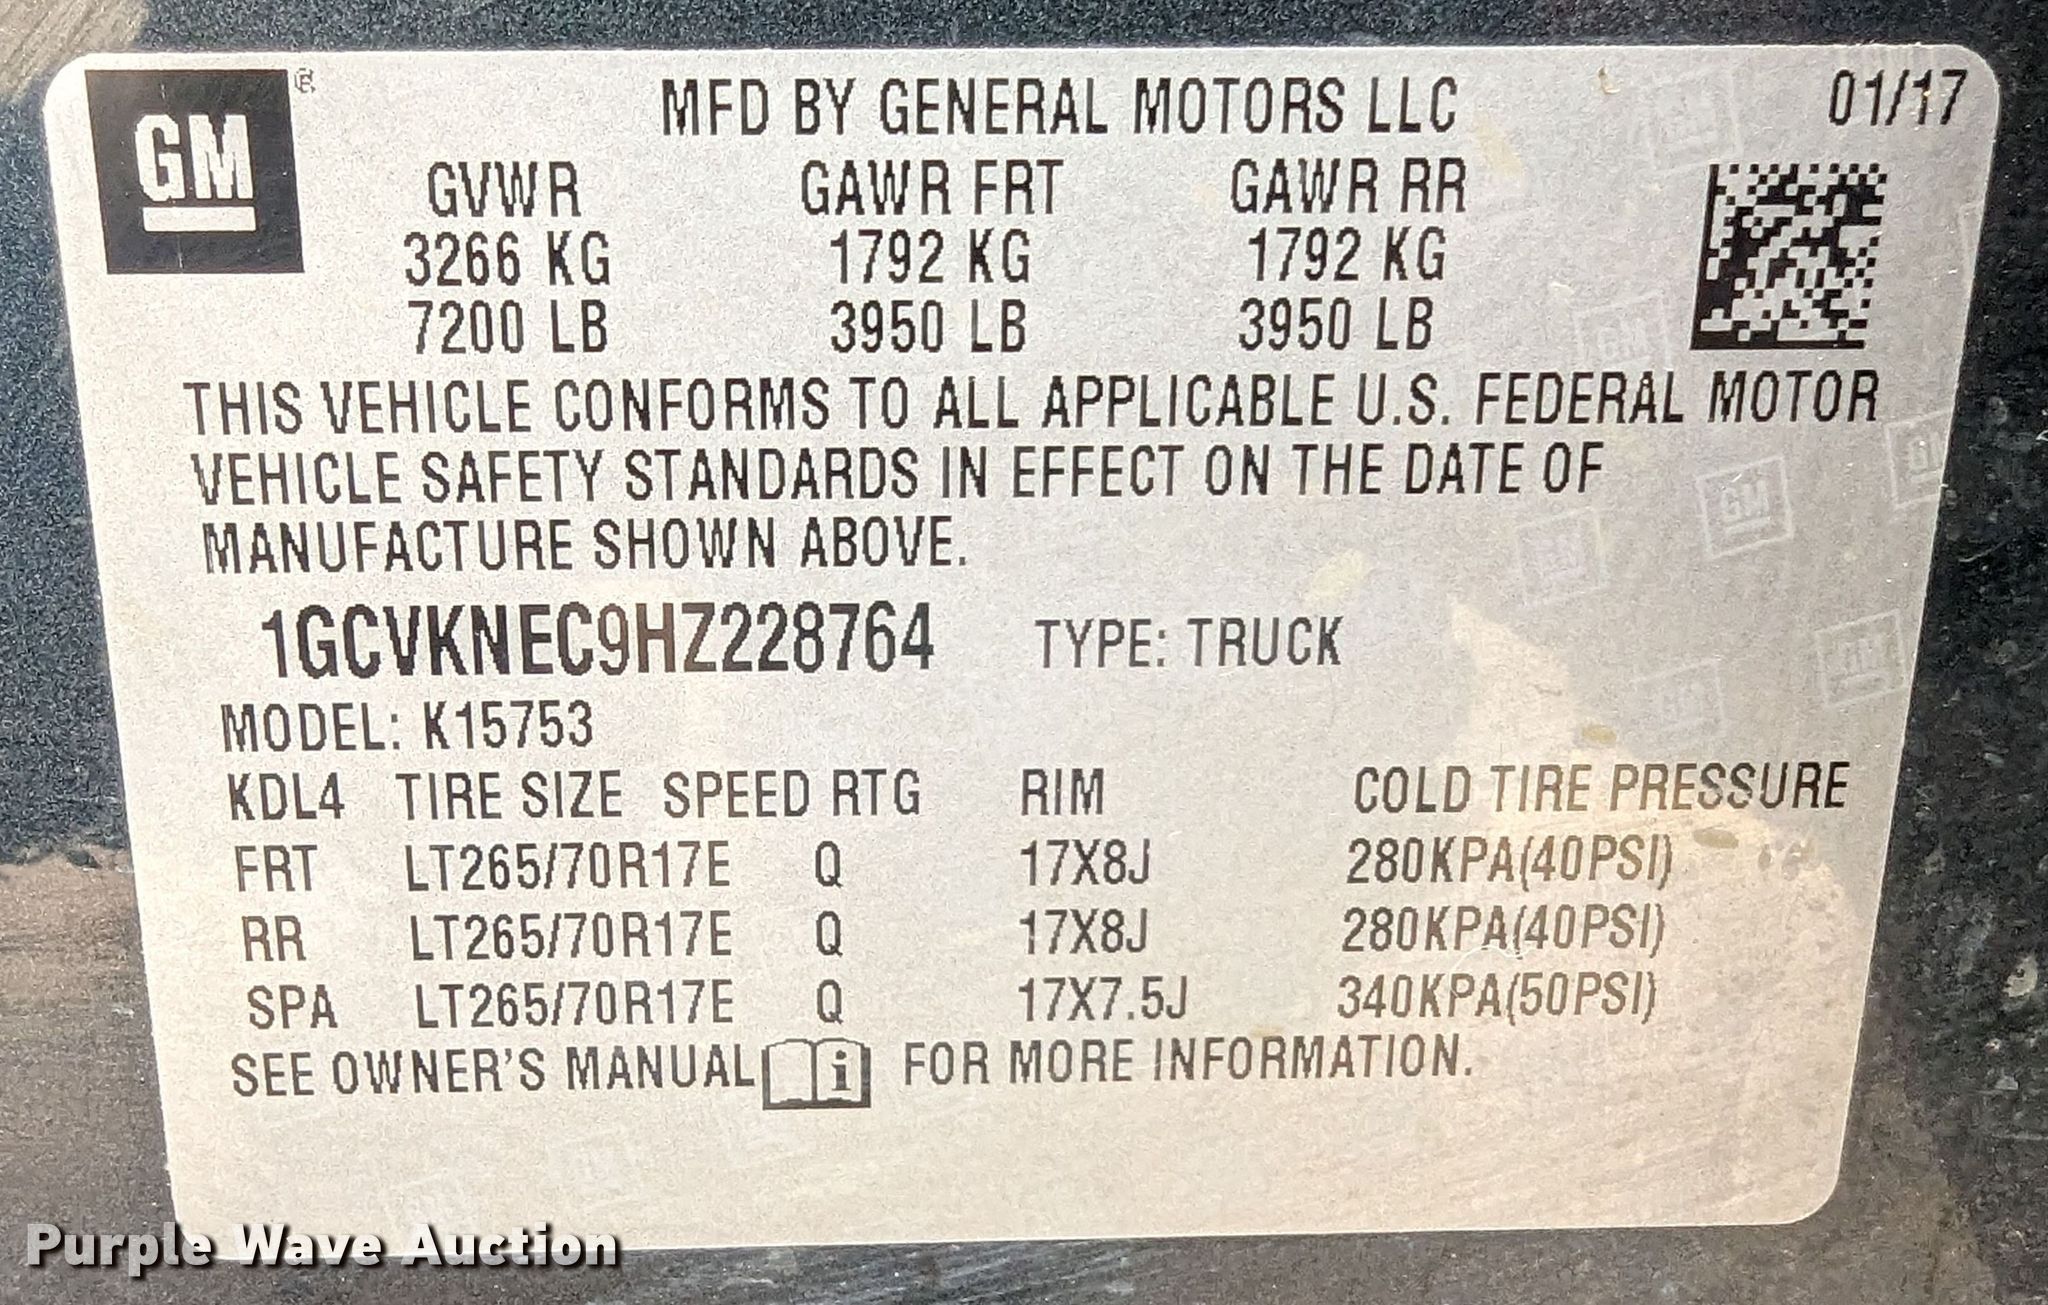 GM®
MFD BY GENERAL MOTORS LLC 01/17
GVWR GAWR FRT GAWR RR
3266 KG 1792 KG 1792 KG
7200 LB 3950 LB 3950 LB
THIS VEHICLE CONFORMS TO ALL APPLICABLE U.S. FEDERAL MOTOR
VEHICLE SAFETY STANDARDS IN EFFECT ON THE DATE OF
MANUFACTURE SHOWN ABOVE.
1GCVKNEC9HZ228764 TYPE: TRUCK
MODEL: K15753
KDL4 TIRE SIZE SPEED RTG RIM COLD TIRE PRESSURE
FRT LT265/70R17E Q 17X8J 280KPA(40PSI)
RR LT265/70R17E Q 17X8J 280KPA(40PSI)
SPA LT265/70R17E Q 17X7.5J 340KPA(50PSI)
SEE OWNER'S MANUAL i FOR MORE INFORMATION.
Purple Wave Auction